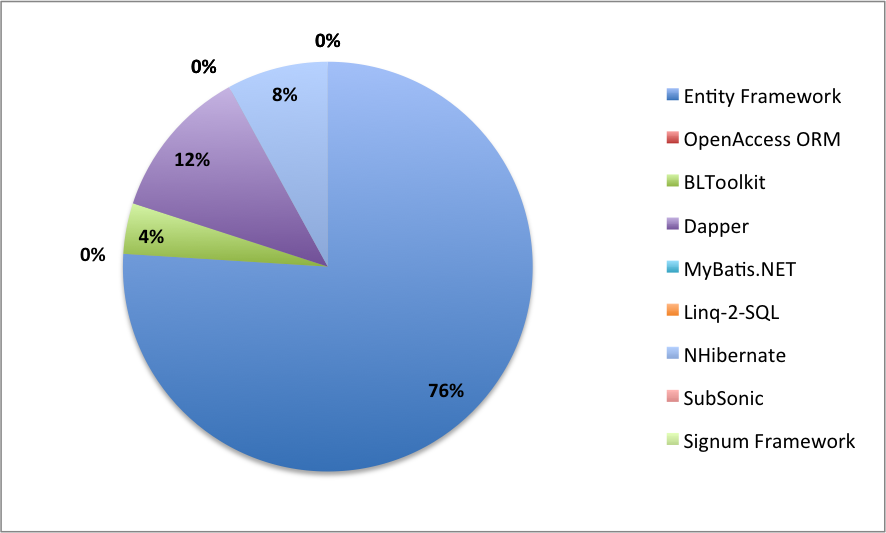 0%
0%
8%
12%
4%
0%
76%
Entity Framework
OpenAccess ORM
BLToolkit
Dapper
MyBatis.NET
Linq-2-SQL
NHibernate
SubSonic
Signum Framework